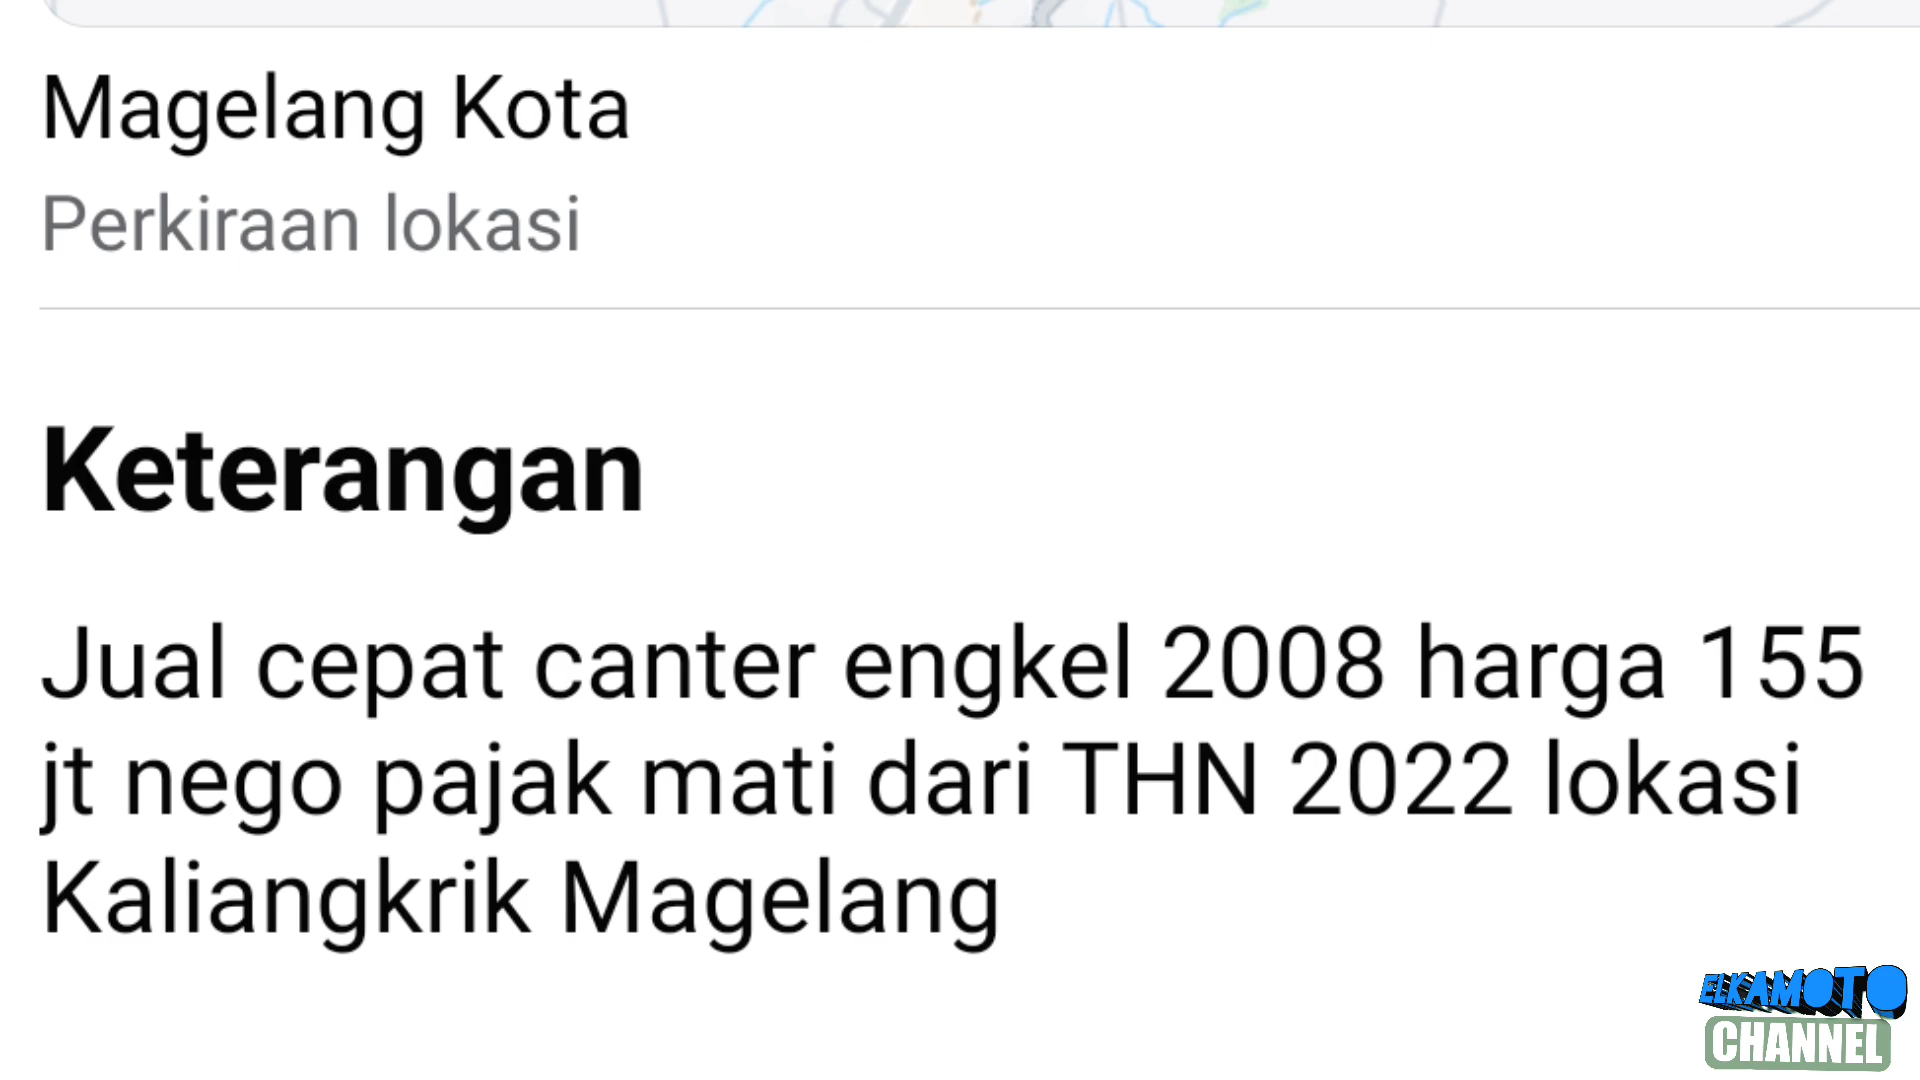 Magelang Kota
Perkiraan lokasi
Keterangan
Jual cepat canter engkel 2008 harga 155
jt nego pajak mati dari THN 2022 lokasi
Kaliangkrik Magelang
ELKAMOTO
CHANNEL